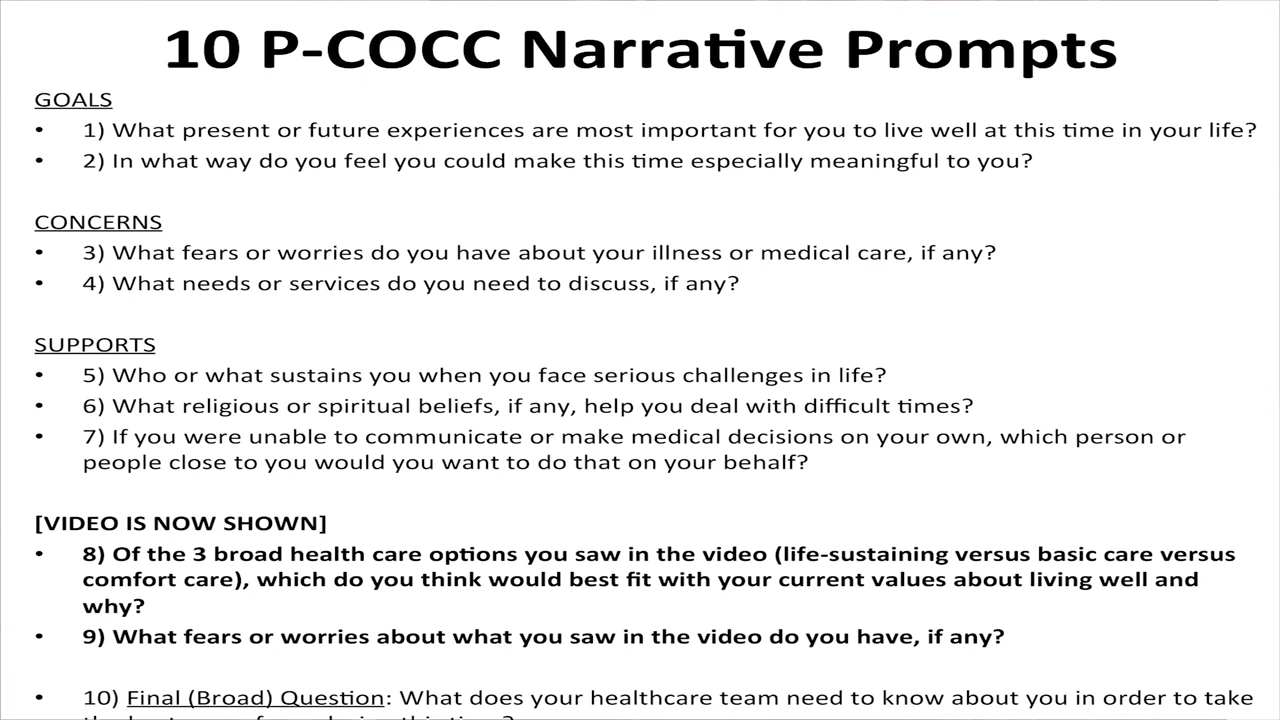 10 P-COCC Narrative Prompts
GOALS
• 1) What present or future experiences are most important for you to live well at this time in your life?
• 2) In what way do you feel you could make this time especially meaningful to you?
CONCERNS
• 3) What fears or worries do you have about your illness or medical care, if any?
• 4) What needs or services do you need to discuss, if any?
SUPPORTS
• 5) Who or what sustains you when you face serious challenges in life?
• 6) What religious or spiritual beliefs, if any, help you deal with difficult times?
• 7) If you were unable to communicate or make medical decisions on your own, which person or
people close to you would you want to do that on your behalf?
[VIDEO IS NOW SHOWN]
• 8) Of the 3 broad health care options you saw in the video (life-sustaining versus basic care versus
comfort care), which do you think would best fit with your current values about living well and
why?
• 9) What fears or worries about what you saw in the video do you have, if any?
• 10) Final (Broad) Question: What does your healthcare team need to know about you in order to take